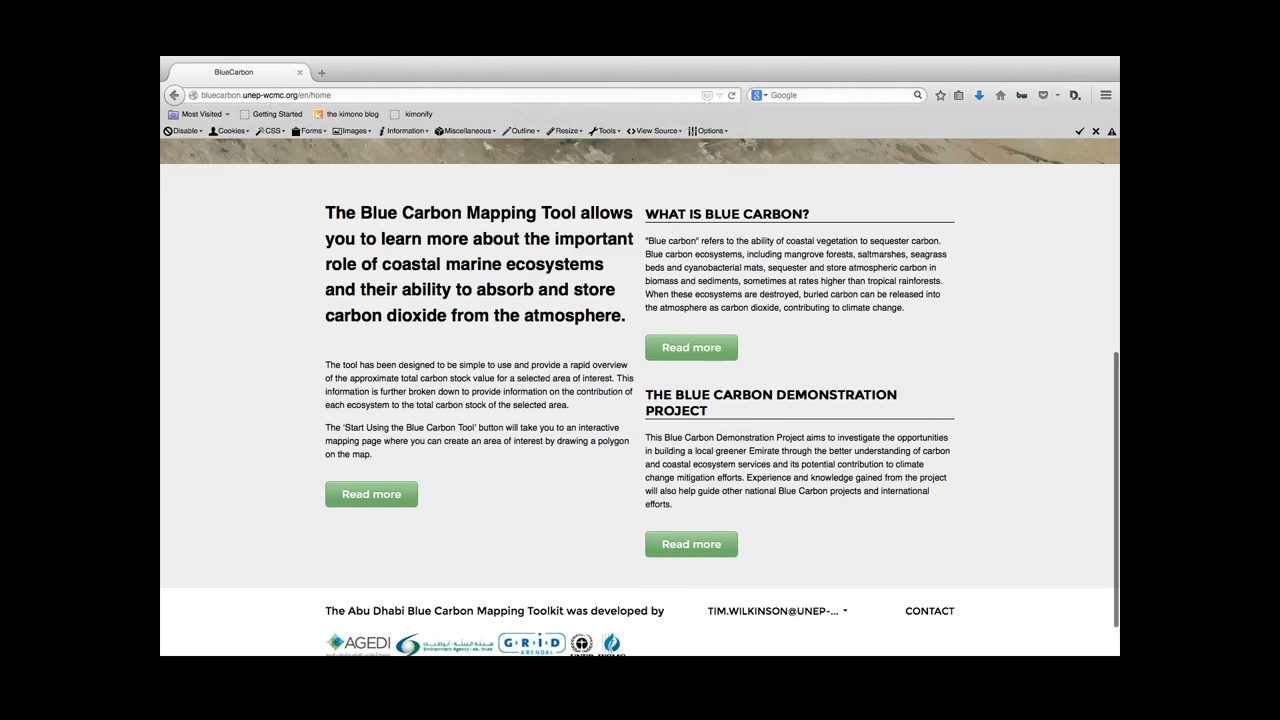 BlueCarbon
bluecarbon.unep-wcmc.org/en/home
Google
Most Visited
Getting Started
the kimono blog
kimonify
Disable
Cookies
CSS
Forms
Images
Information
Miscellaneous
Outline
Resize
Tools
View Source
Options
The Blue Carbon Mapping Tool allows
you to learn more about the important
role of coastal marine ecosystems
and their ability to absorb and store
carbon dioxide from the atmosphere.
The tool has been designed to be simple to use and provide a rapid overview
of the approximate total carbon stock value for a selected area of interest. This
information is further broken down to provide information on the contribution of
each ecosystem to the total carbon stock of the selected area.
The ‘Start Using the Blue Carbon Tool’ button will take you to an interactive
mapping page where you can create an area of interest by drawing a polygon
on the map.
Read more
WHAT IS BLUE CARBON?
"Blue carbon" refers to the ability of coastal vegetation to sequester carbon.
Blue carbon ecosystems, including mangrove forests, saltmarshes, seagrass
beds and cyanobacterial mats, sequester and store atmospheric carbon in
biomass and sediments, sometimes at rates higher than tropical rainforests.
When these ecosystems are destroyed, buried carbon can be released into
the atmosphere as carbon dioxide, contributing to climate change.
Read more
THE BLUE CARBON DEMONSTRATION
PROJECT
This Blue Carbon Demonstration Project aims to investigate the opportunities
in building a local greener Emirate through the better understanding of carbon
and coastal ecosystem services and its potential contribution to climate
change mitigation efforts. Experience and knowledge gained from the project
will also help guide other national Blue Carbon projects and international
efforts.
Read more
The Abu Dhabi Blue Carbon Mapping Toolkit was developed by
TIM.WILKINSON@UNEP-...
CONTACT
AGEDI
GRID
ARENDAL